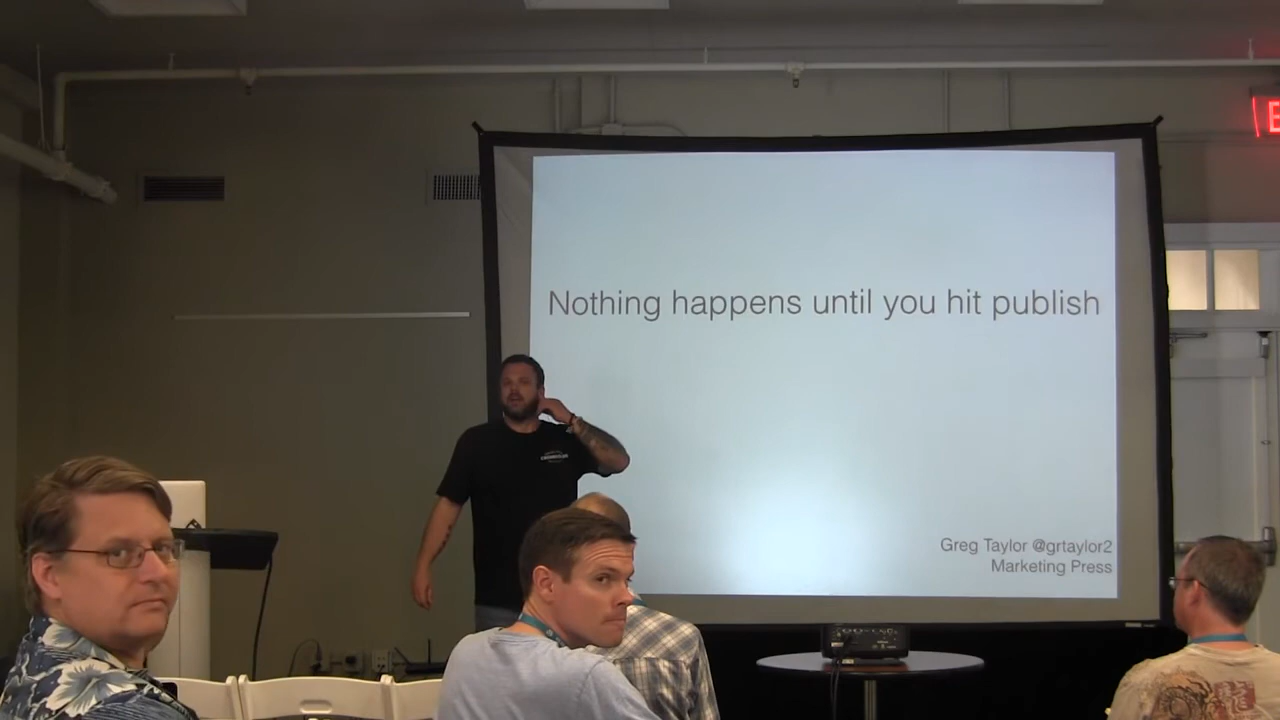 Nothing happens until you hit publish
Greg Taylor @grtaylor2
Marketing Press